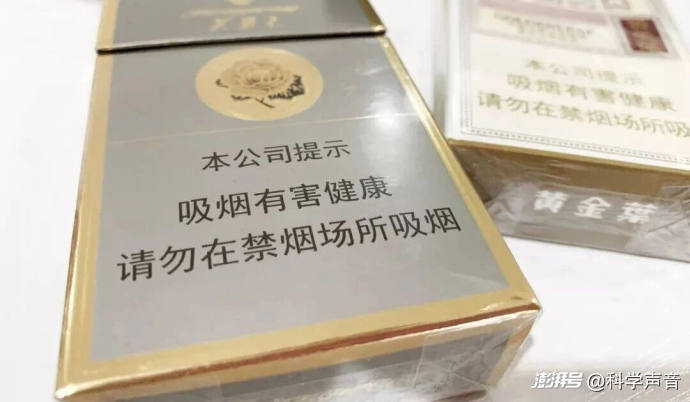 本公司提示
吸烟有害健康
请勿在禁烟场所吸烟
本公司提示
吸烟有害健康
请勿在禁烟场所吸
黄金葉
澎湃号@科学声音